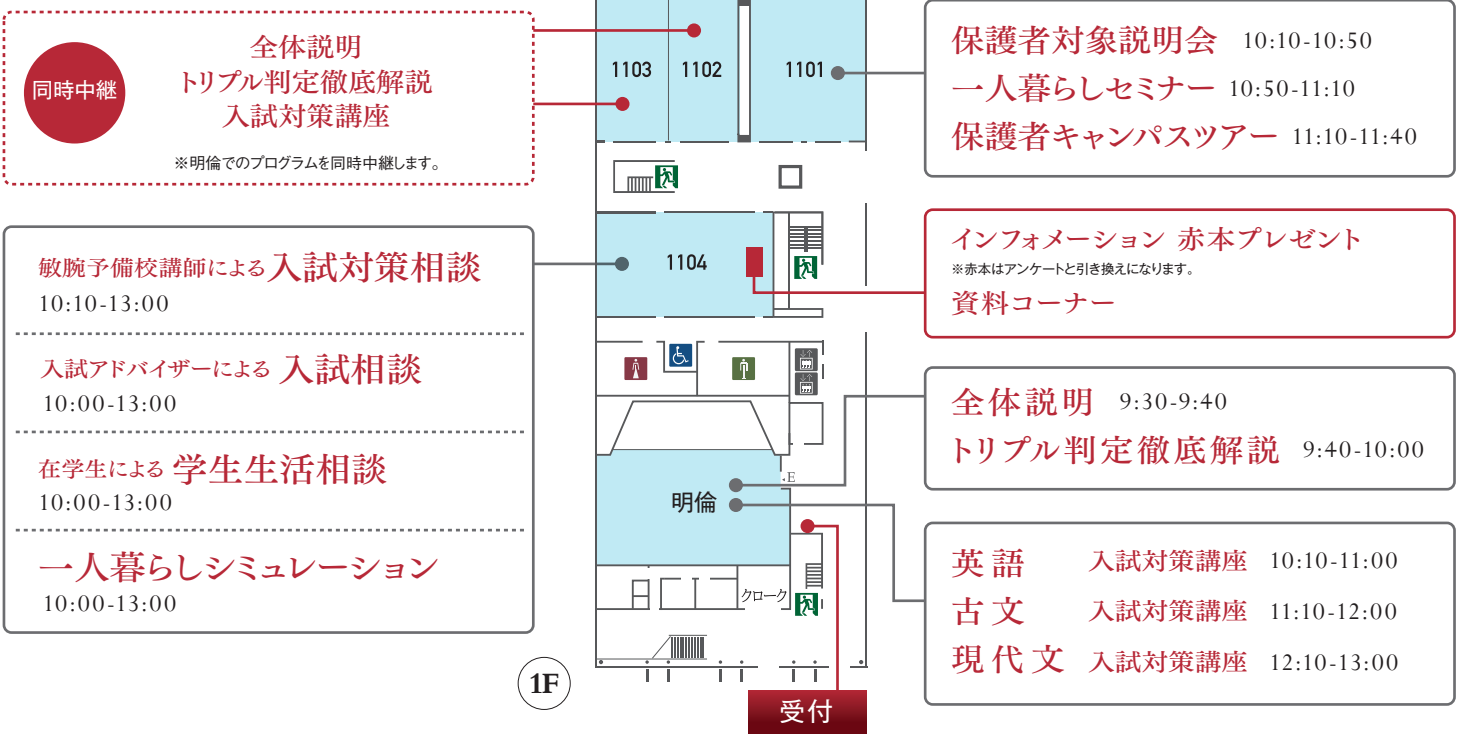 同時中継
全体説明
トリプル判定徹底解説
入試対策講座
※明倫でのプログラムを同時中継します。
敏腕予備校講師による入試対策相談
10:10-13:00
入試アドバイザーによる 入試相談
10:00-13:00
在学生による 学生生活相談
10:00-13:00
一人暮らしシミュレーション
10:00-13:00
1103
1102
1101
1104
明倫
E
クローク
1F
受付
保護者対象説明会 10:10-10:50
一人暮らしセミナー 10:50-11:10
保護者キャンパスツアー 11:10-11:40
インフォメーション 赤本プレゼント
※赤本はアンケートと引き換えになります。
資料コーナー
全体説明 9:30-9:40
トリプル判定徹底解説 9:40-10:00
英語 入試対策講座 10:10-11:00
古文 入試対策講座 11:10-12:00
現代文 入試対策講座 12:10-13:00